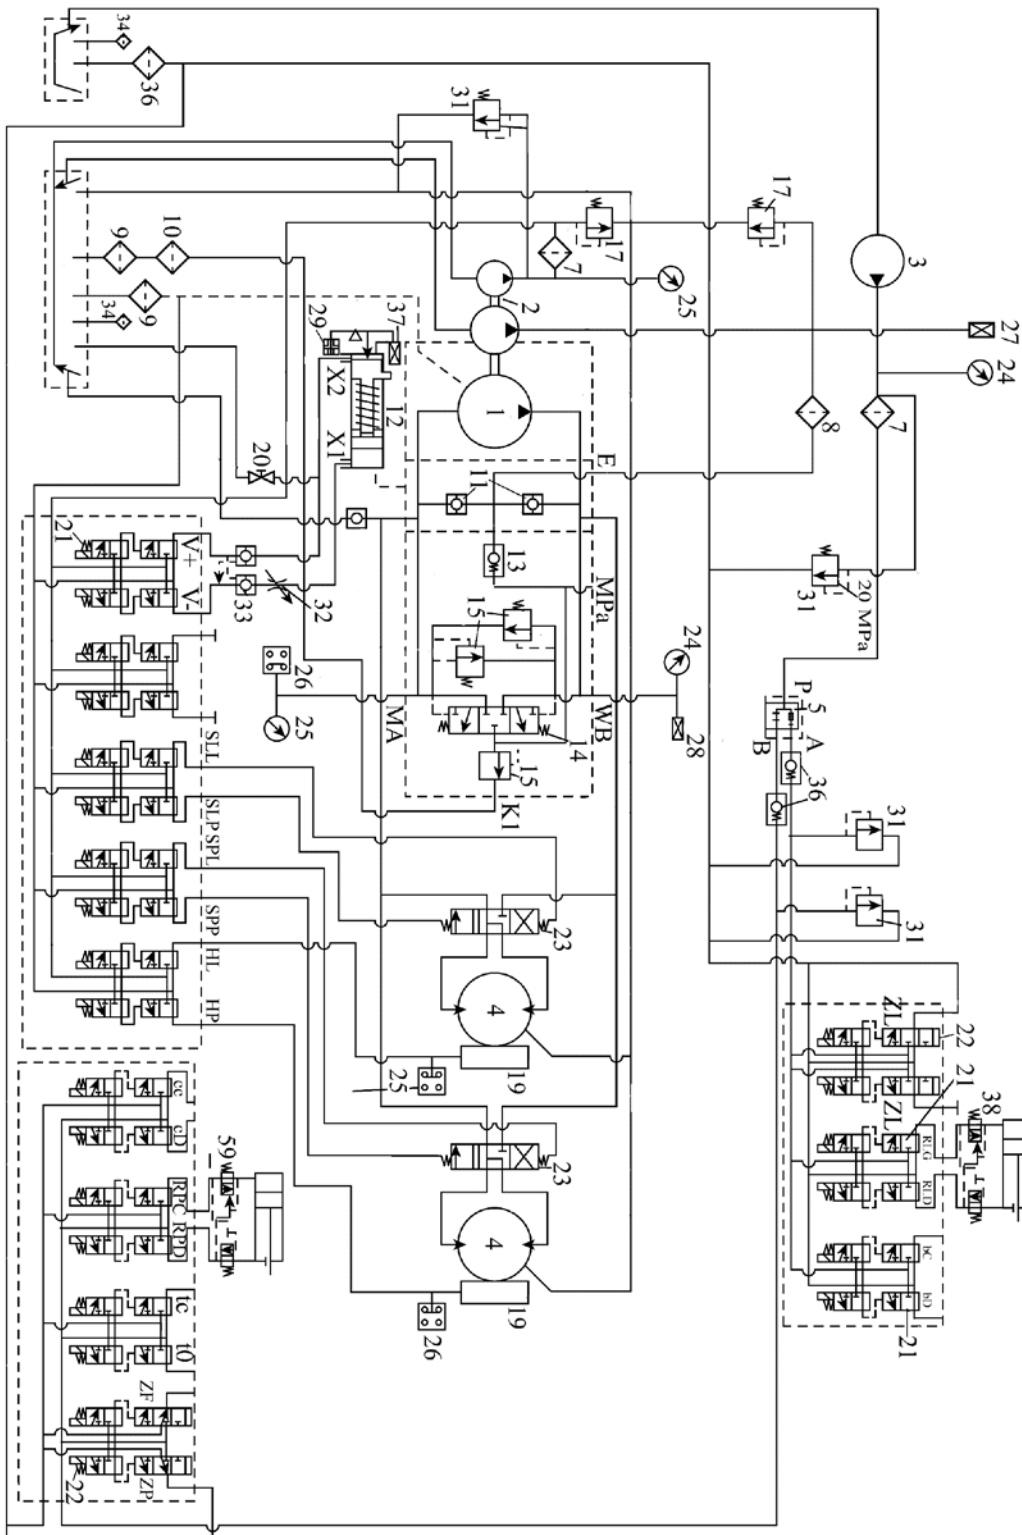 34
36
31
17
17
3
9
10
7
25
2
27
9
34
29
37
24
X2
12
1
8
7
X1
E
20
11
21
V+
V-
33
32
13
MPa
15
15
31
20 MPa
26
24
P
5
25
MA
WB
28
14
B
A
SLL
15
36
K1
SLP
SPL
31
SPP
23
31
HL
4
HP
ZL
22
25
19
21
38
cc
cD
ZL
RLG
59
23
RLD
RPC
RPD
4
bC
19
bD
tc
26
21
t0
ZF
22
ZP